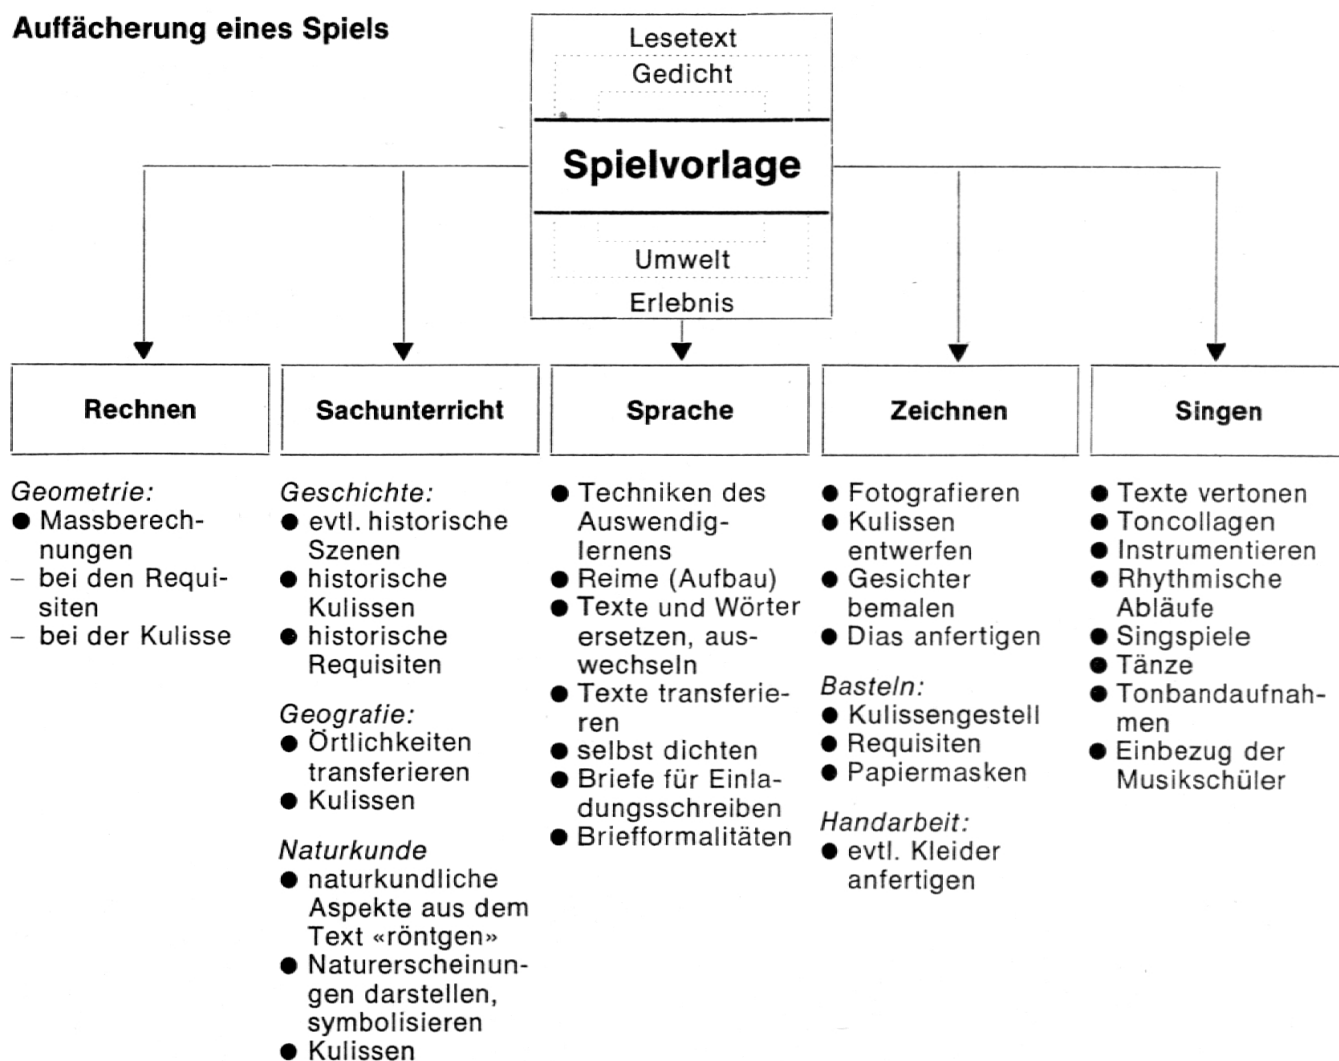 Auffächerung eines Spiels
Lesetext
Gedicht
Spielvorlage
Umwelt
Erlebnis
Rechnen
Geometrie:
● Massberech-
nungen
– bei den Requi-
siten
– bei der Kulisse
Sachunterricht
Geschichte:
● evtl. historische
Szenen
● historische
Kulissen
● historische
Requisiten
Geografie:
● Örtlichkeiten
transferieren
● Kulissen
Naturkunde
● naturkundliche
Aspekte aus dem
Text «röntgen»
● Naturerscheinun-
gen darstellen,
symbolisieren
● Kulissen
Sprache
● Techniken des
Auswendig-
lernens
● Reime (Aufbau)
● Texte und Wörter
ersetzen, aus-
wechseln
● Texte transferie-
ren
● selbst dichten
● Briefe für Einla-
dungsschreiben
● Briefformalitäten
Zeichnen
● Fotografieren
● Kulissen
entwerfen
● Gesichter
bemalen
● Dias anfertigen
Basteln:
● Kulissengestell
● Requisiten
● Papiermasken
Handarbeit:
● evtl. Kleider
anfertigen
Singen
● Texte vertonen
● Toncollagen
● Instrumentieren
● Rhythmische
Abläufe
● Singspiele
● Tänze
● Tonbandaufnah-
men
● Einbezug der
Musikschüler